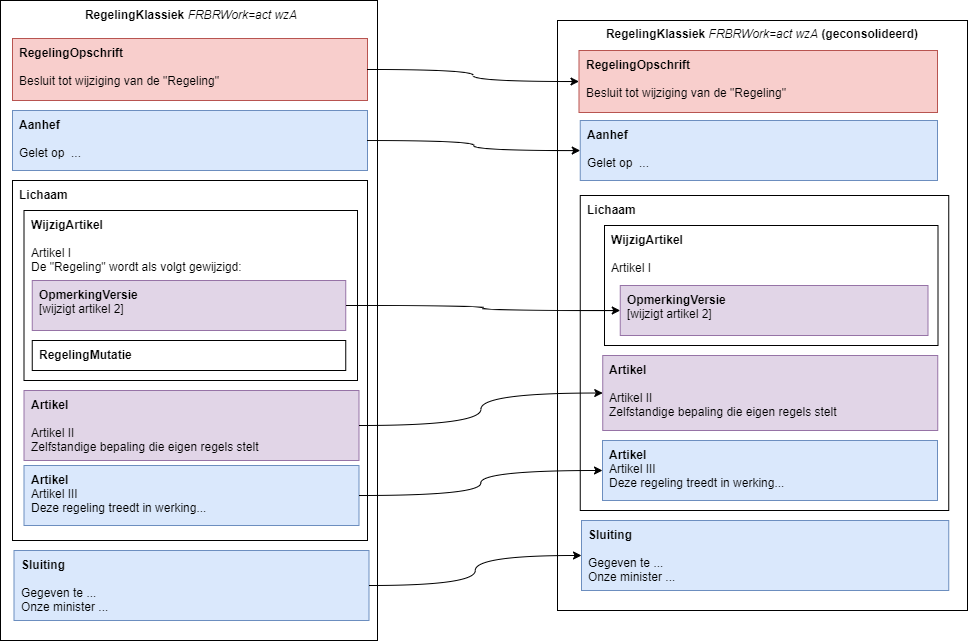 RegelingKlassiek FRBRWork=act wzA
RegelingOpschrift
Besluit tot wijziging van de "Regeling"
Aanhef
Gelet op ...
Lichaam
WijzigArtikel
Artikel I
De "Regeling" wordt als volgt gewijzigd:
OpmerkingVersie
[wijzigt artikel 2]
RegelingMutatie
Artikel
Artikel II
Zelfstandige bepaling die eigen regels stelt
Artikel
Artikel III
Deze regeling treedt in werking...
Sluiting
Gegeven te ...
Onze minister ...
RegelingKlassiek FRBRWork=act wzA (geconsolideerd)
RegelingOpschrift
Besluit tot wijziging van de "Regeling"
Aanhef
Gelet op ...
Lichaam
WijzigArtikel
Artikel I
OpmerkingVersie
[wijzigt artikel 2]
Artikel
Artikel II
Zelfstandige bepaling die eigen regels stelt
Artikel
Artikel III
Deze regeling treedt in werking...
Sluiting
Gegeven te ...
Onze minister ...